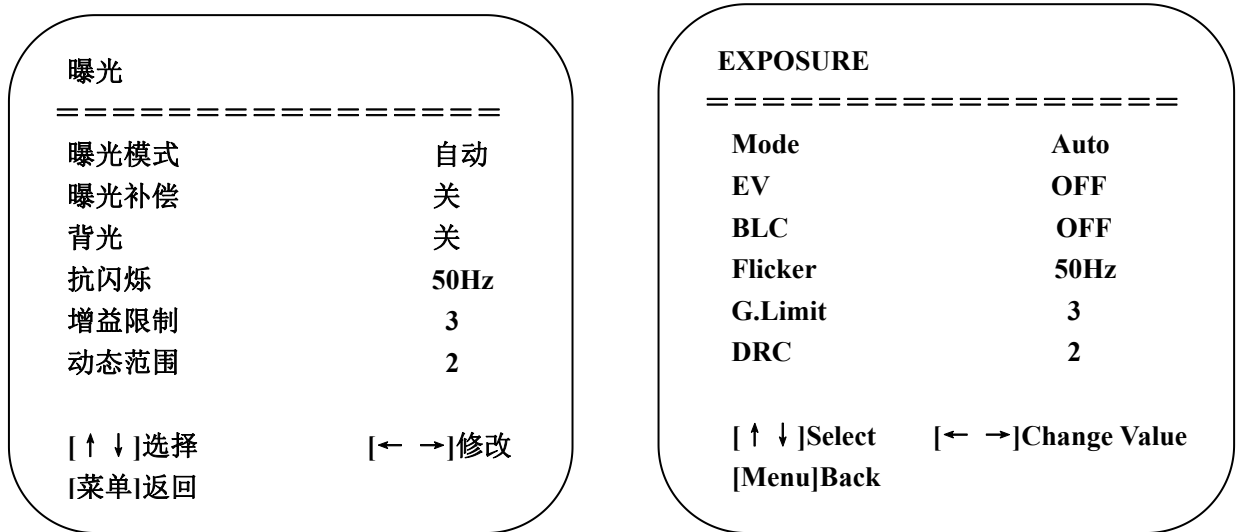 曝光
================
曝光模式 自动
曝光补偿 关
背光 关
抗闪烁 50Hz
增益限制 3
动态范围 2
[↑↓]选择 [← →]修改
[菜单]返回
EXPOSURE
=================
Mode Auto
EV OFF
BLC OFF
Flicker 50Hz
G.Limit 3
DRC 2
[↑↓]Select [← →]Change Value
[Menu]Back